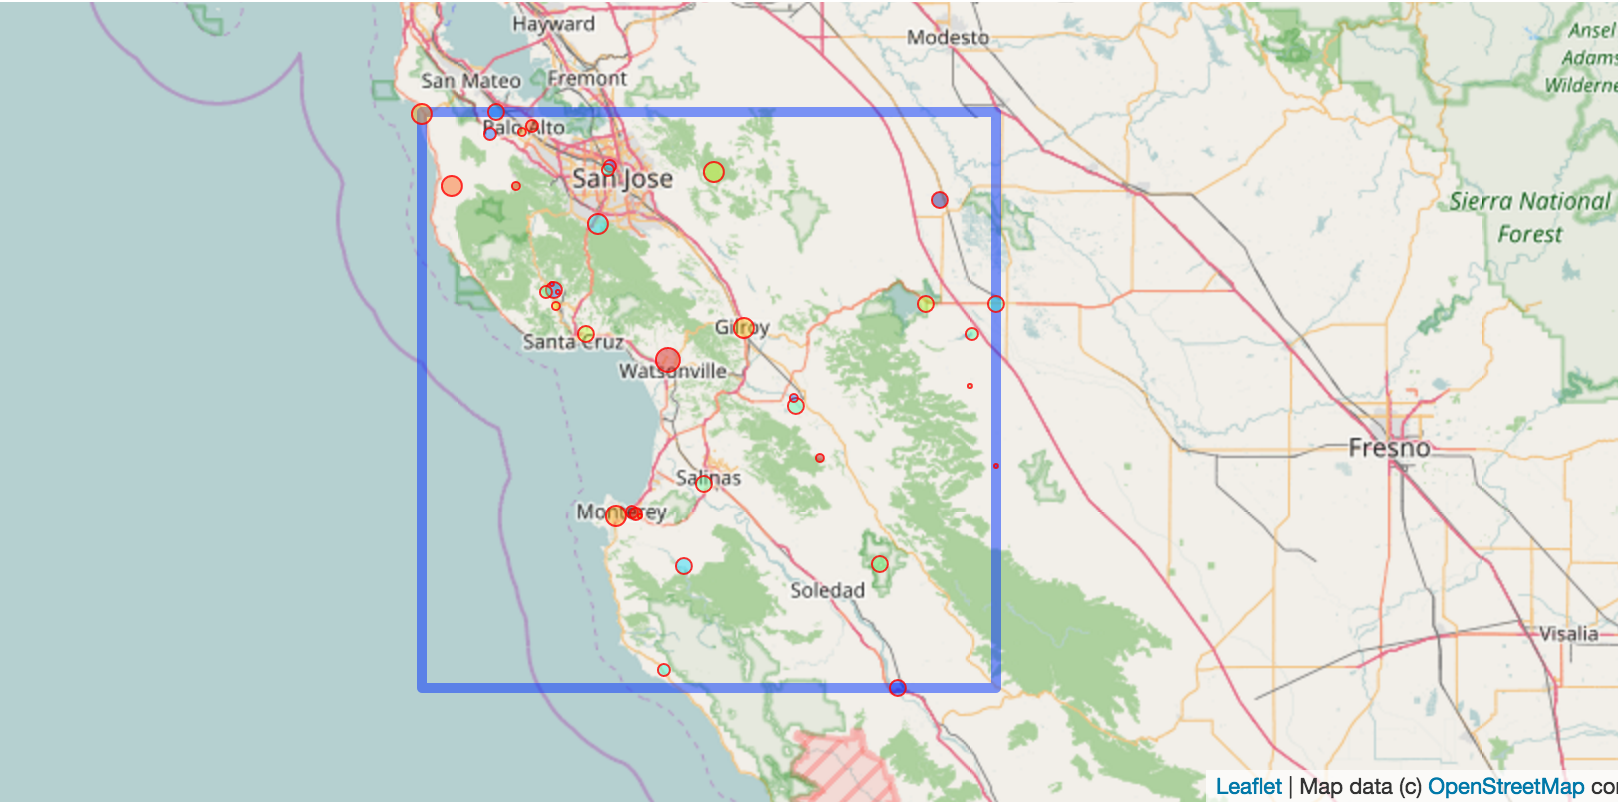 Hayward
Modesto
Ansel
Adams
Wilderne
San Mateo
Fremont
Palo Alto
San Jose
Sierra National
Forest
Gilroy
Santa Cruz
Watsonville
Fresno
Salinas
Monterey
Soledad
Visalia
Leaflet | Map data (c) OpenStreetMap co